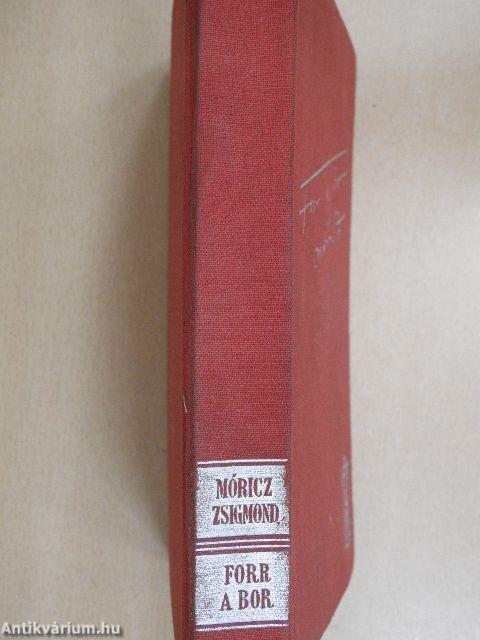 MÓRICZ
ZSIGMOND
FORR
A BOR
Antikvárium.hu